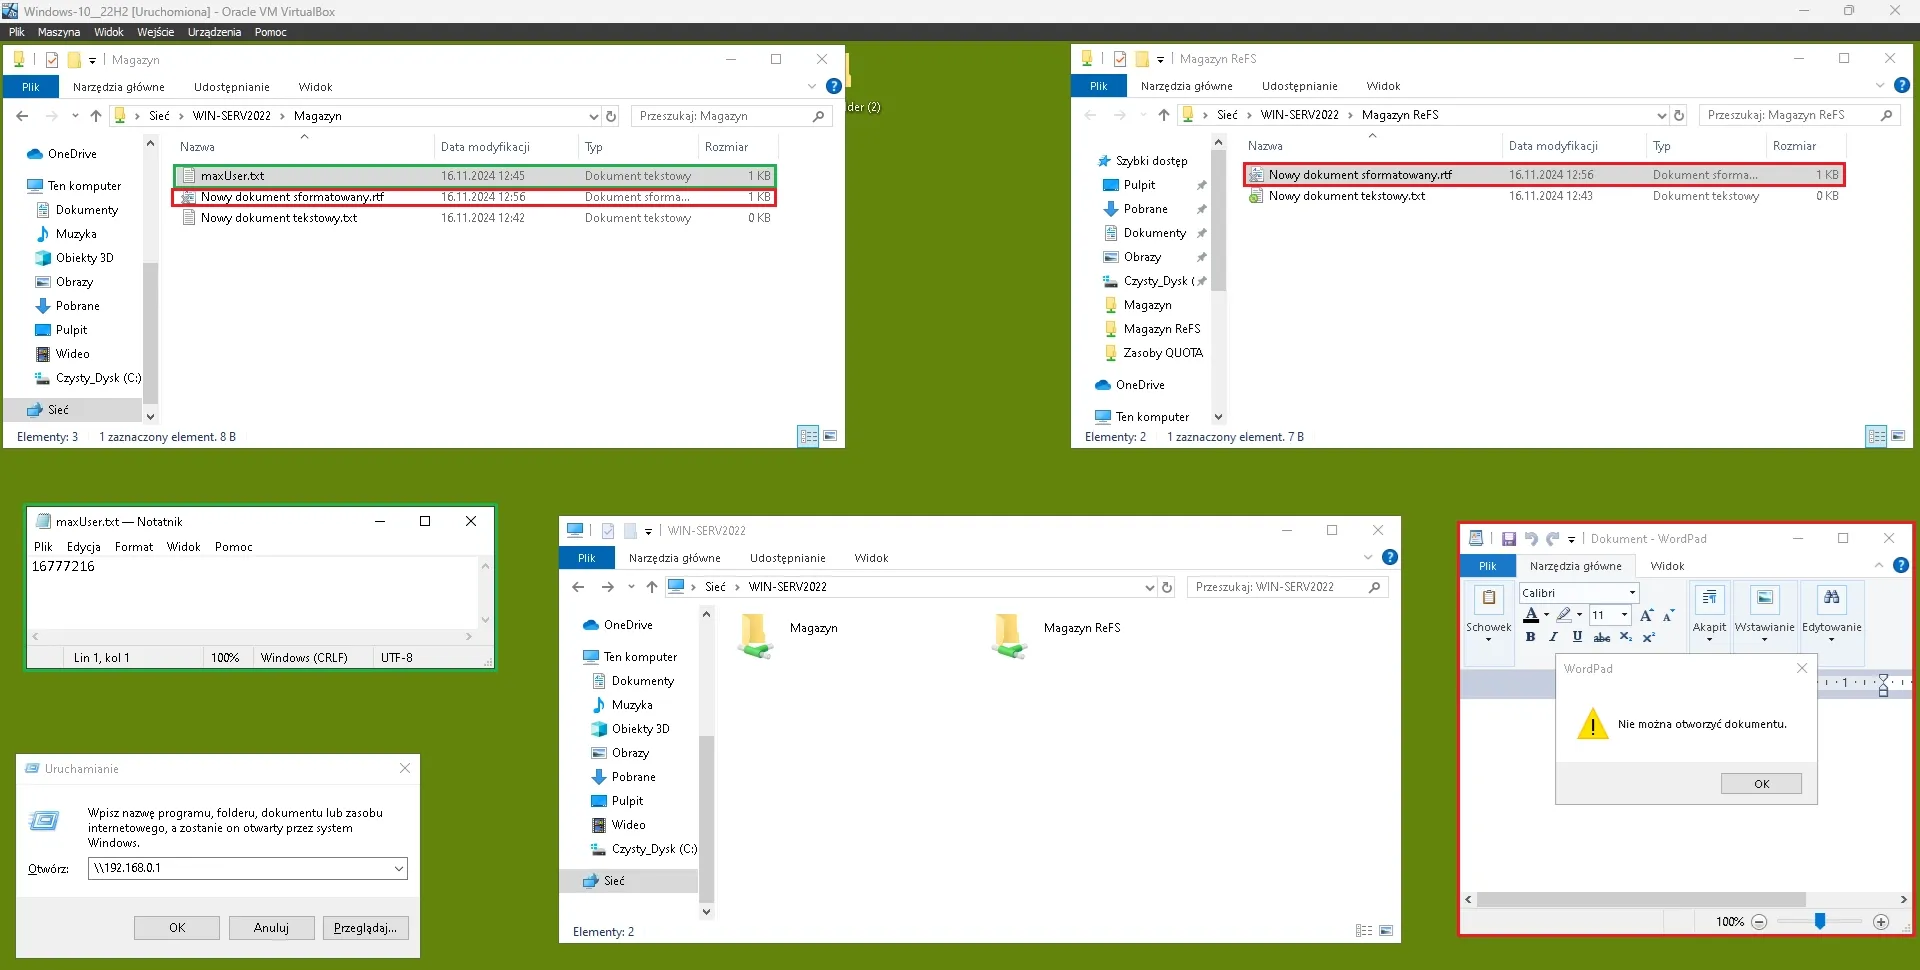 Windows-10__22H2 [Uruchomiona] - Oracle VM VirtualBox
Plik Maszyna Widok Wejście Urządzenia Pomoc
Magazyn
Plik Narzędzia główne Udostępnianie Widok
Sieć WIN-SERV2022 Magazyn
Przeszukaj: Magazyn
OneDrive
Ten komputer
Dokumenty
Muzyka
Obiekty 3D
Obrazy
Pobrane
Pulpit
Wideo
Czysty_Dysk (C:)
Sieć
Nazwa Data modyfikacji Typ Rozmiar
maxUser.txt 16.11.2024 12:45 Dokument tekstowy 1 KB
Nowy dokument sformatowany.rtf 16.11.2024 12:56 Dokument sforma... 1 KB
Nowy dokument tekstowy.txt 16.11.2024 12:42 Dokument tekstowy 0 KB
Elementy: 3 1 zaznaczony element. 8 B
der (2)
Magazyn ReFS
Plik Narzędzia główne Udostępnianie Widok
Sieć WIN-SERV2022 Magazyn ReFS
Przeszukaj: Magazyn ReFS
Szybki dostęp
Pulpit
Pobrane
Dokumenty
Obrazy
Czysty_Dysk (
Magazyn
Magazyn ReFS
Zasoby QUOTA
OneDrive
Ten komputer
Nazwa Data modyfikacji Typ Rozmiar
Nowy dokument sformatowany.rtf 16.11.2024 12:56 Dokument sforma... 1 KB
Nowy dokument tekstowy.txt 16.11.2024 12:43 Dokument tekstowy 0 KB
Elementy: 2 1 zaznaczony element. 7 B
maxUser.txt — Notatnik
Plik Edycja Format Widok Pomoc
16777216
Lin 1, kol 1 100% Windows (CRLF) UTF-8
Uruchamianie
Wpisz nazwę programu, folderu, dokumentu lub zasobu
internetowego, a zostanie on otwarty przez system
Windows.
Otwórz: \\192.168.0.1
OK Anuluj Przeglądaj...
WIN-SERV2022
Plik Narzędzia główne Udostępnianie Widok
Sieć WIN-SERV2022
Przeszukaj: WIN-SERV2022
OneDrive
Ten komputer
Dokumenty
Muzyka
Obiekty 3D
Obrazy
Pobrane
Pulpit
Wideo
Czysty_Dysk (C:)
Sieć
Magazyn Magazyn ReFS
Elementy: 2
Dokument - WordPad
Plik Narzędzia główne Widok
Calibri
11
A
B I U abc X₂ X²
Schowek Akapit Wstawianie Edytowanie
1
WordPad
Nie można otworzyć dokumentu.
OK
100%